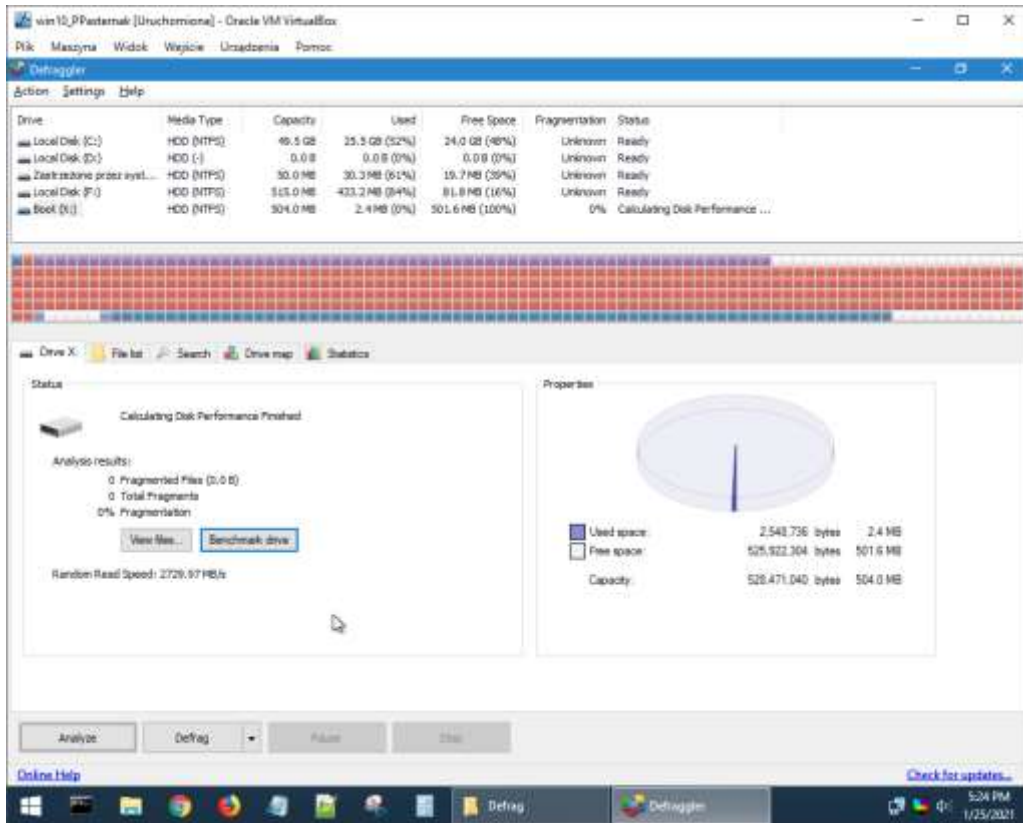 win10_PPasternak [Uruchomiona] - Oracle VM VirtualBox
Plik Maszyna Widok Wejście Urządzenia Pomoc
Defraggler
Action Settings Help
Drive Media Type Capacity Used Free Space Fragmentation Status
Local Disk (C:) HDD (NTFS) 49.5 GB 25.5 GB (52%) 24.0 GB (48%) Unknown Ready
Local Disk (D:) HDD (-) 0.0 B 0.0 B (0%) 0.0 B (0%) Unknown Ready
Zastrzeżone przez syst... HDD (NTFS) 50.0 MB 30.3 MB (61%) 19.7 MB (39%) Unknown Ready
Local Disk (F:) HDD (NTFS) 515.0 MB 433.2 MB (84%) 81.8 MB (16%) Unknown Ready
Boot (X:) HDD (NTFS) 504.0 MB 2.4 MB (0%) 501.6 MB (100%) 0% Calculating Disk Performance ...
Drive X: File list Search Drive map Statistics
Status
Calculating Disk Performance Finished
Analysis results:
0 Fragmented Files (0.0 B)
0 Total Fragments
0% Fragmentation
View files... Benchmark drive
Random Read Speed: 2729.97 MB/s
Properties
Used space: 2,548,736 bytes 2.4 MB
Free space: 525,922,304 bytes 501.6 MB
Capacity: 528,471,040 bytes 504.0 MB
Analyze Defrag Pause Stop
Online Help Check for updates...
Defrag Defraggler
5:24 PM
1/25/2021